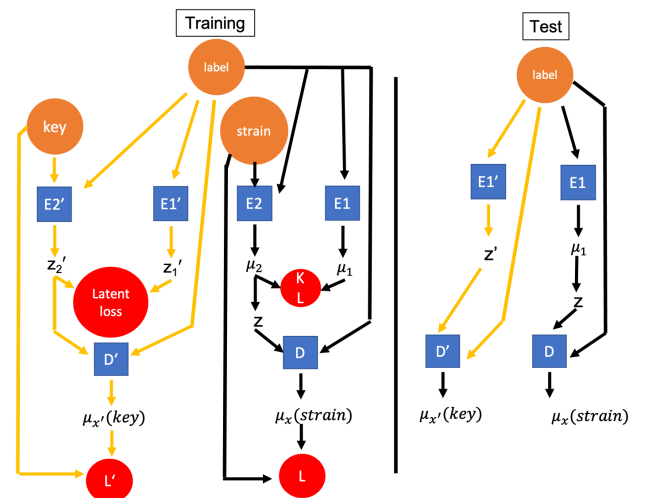 Training
Test
label
label
key
strain
E2′
E1′
E2
E1
E1′
E1
z₂′
z₁′
μ₂
μ₁
z'
μ₁
Latent
loss
K
L
z
z
D‘
D
D′
D
μₓ′(key)
μₓ(strain)
μₓ′(key)
μₓ(strain)
L‘
L